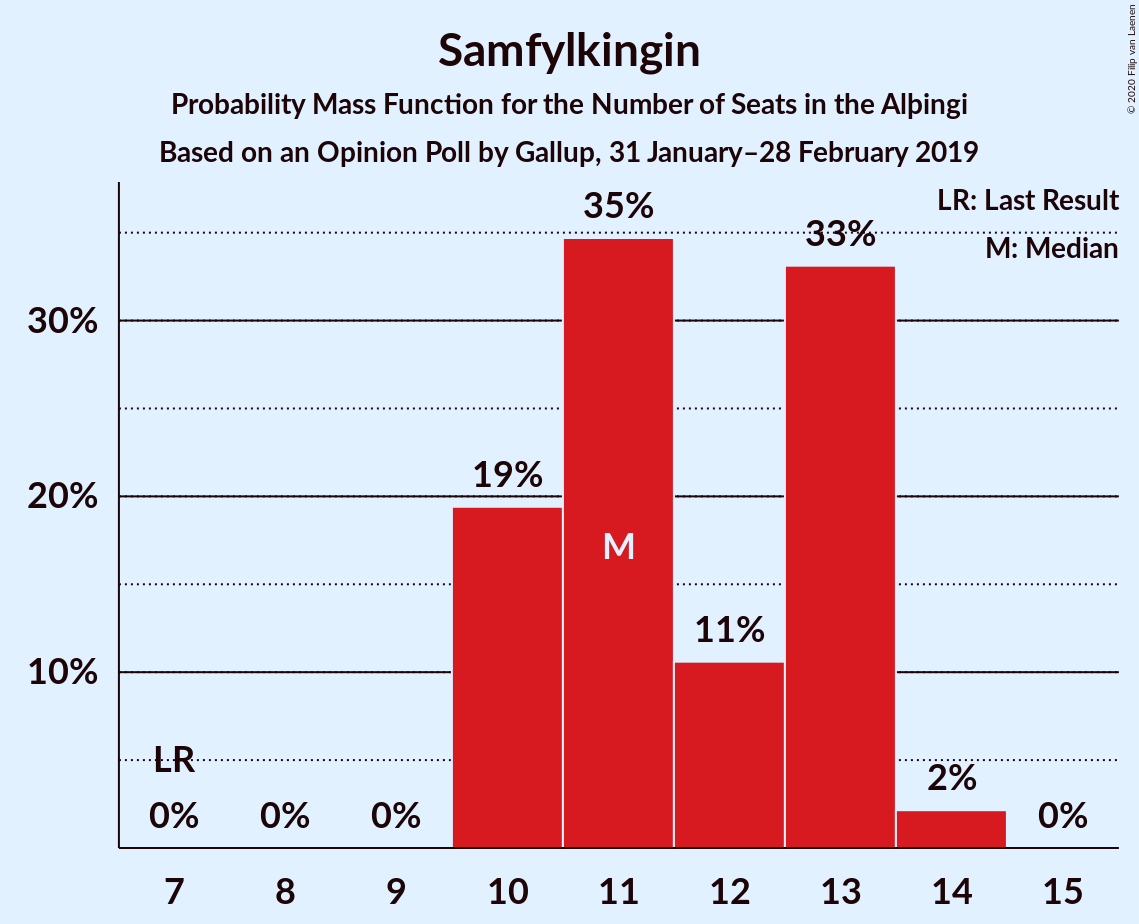 Samfylkingin
Probability Mass Function for the Number of Seats in the Alþingi
Based on an Opinion Poll by Gallup, 31 January–28 February 2019
© 2020 Filip van Laenen
LR: Last Result
M: Median
30%
20%
10%
LR
0%
0%
0%
19%
35%
M
11%
33%
2%
0%
7 8 9 10 11 12 13 14 15